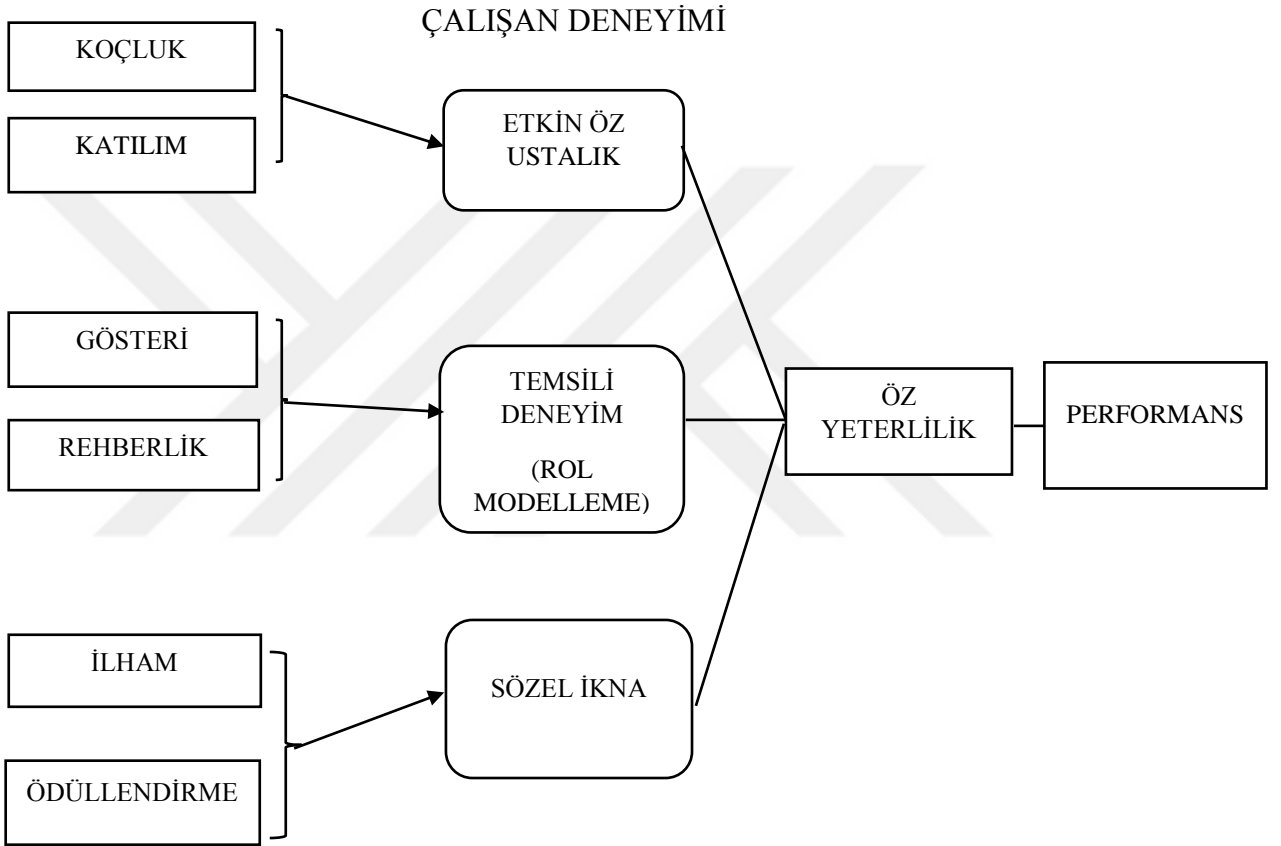 ÇALIŞAN DENEYİMİ
KOÇLUK
KATILIM
ETKİN ÖZ
USTALIK
GÖSTERİ
REHBERLİK
TEMSİLİ
DENEYİM
(ROL
MODELLEME)
ÖZ
YETERLİLİK
PERFORMANS
İLHAM
ÖDÜLLENDİRME
SÖZEL İKNA